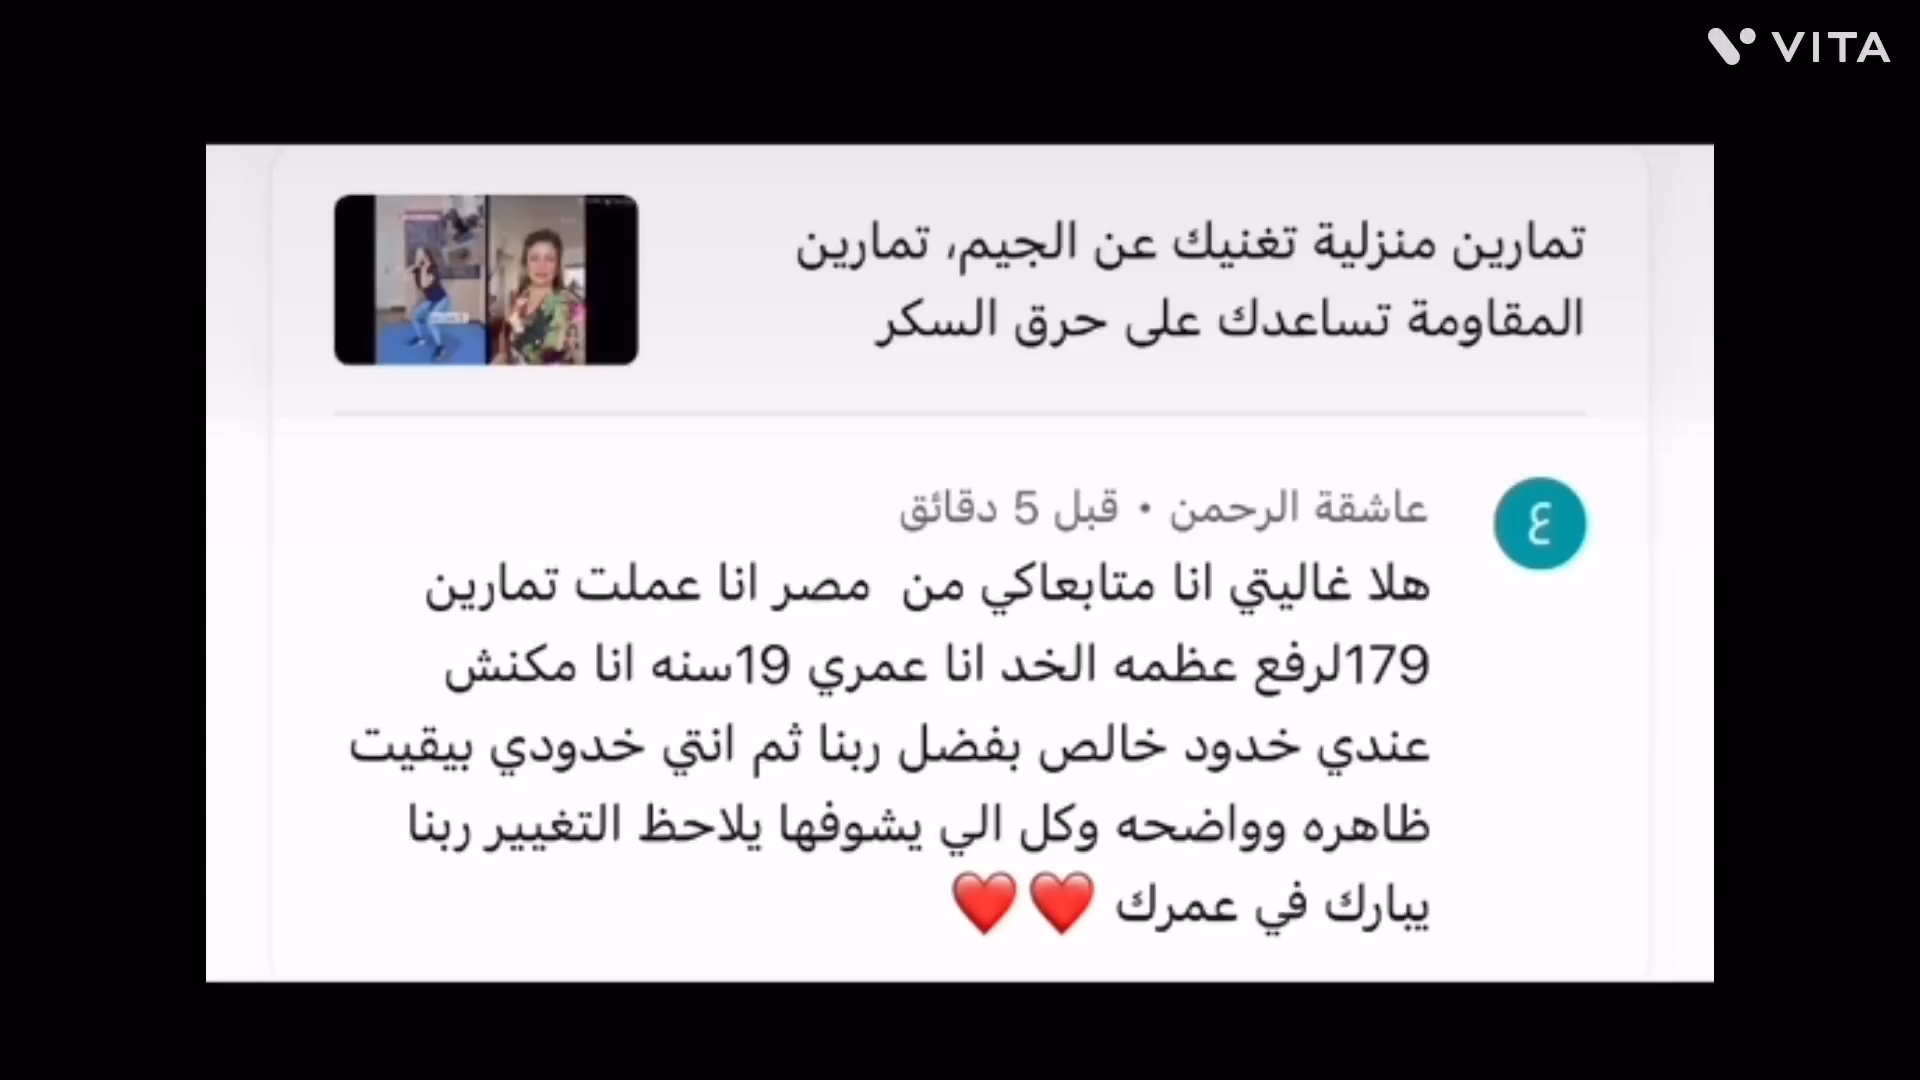 VITA
تمارين منزلية تغنيك عن الجيم، تمارين
المقاومة تساعدك على حرق السكر
عاشقة الرحمن • قبل 5 دقائق
ع
هلا غاليتي انا متابعاكي من مصر انا عملت تمارين
179لرفع عظمه الخد انا عمري 19سنه انا مكنش
عندي خدود خالص بفضل ربنا ثم انتي خدودي بيقيت
ظاهره وواضحه وكل الي يشوفها يلاحظ التغيير ربنا
يبارك في عمرك ❤️❤️